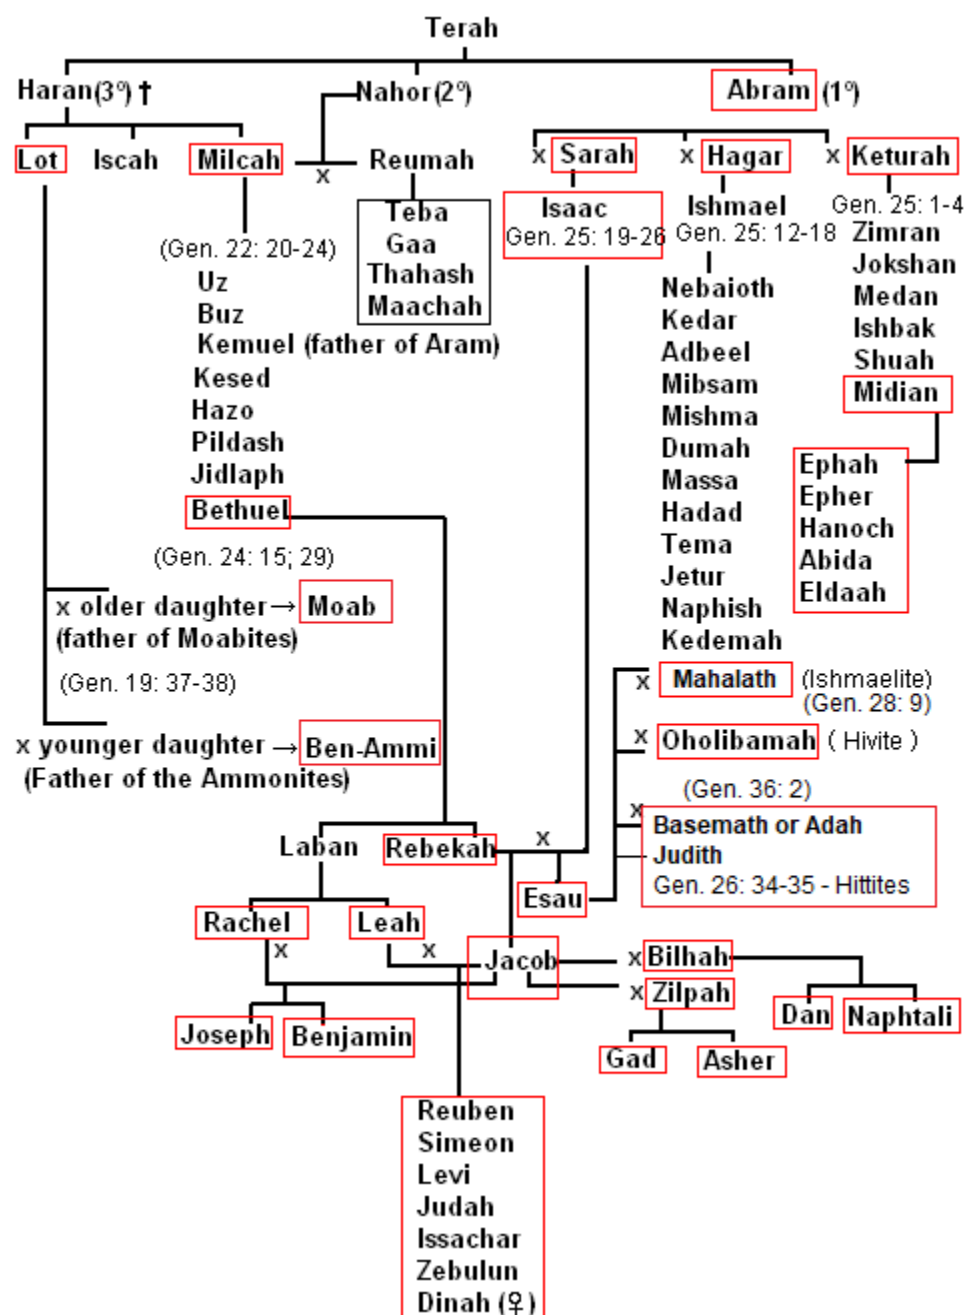 Terah
Haran (3º) † Nahor (2º) Abram (1º)
Lot Iscah Milcah x Reumah x Sarah x Hagar x Keturah
Teba
Gaa
Thahash
Maachah
Isaac
Gen. 25: 19-26
Ishmael
Gen. 25: 12-18
Gen. 25: 1-4
Zimran
Jokshan
Medan
Ishbak
Shuah
Midian
(Gen. 22: 20-24)
Uz
Buz
Kemuel (father of Aram)
Kesed
Hazo
Pildash
Jidlaph
Bethuel
(Gen. 24: 15; 29)
Nebaioth
Kedar
Adbeel
Mibsam
Mishma
Dumah
Massa
Hadad
Tema
Jetur
Naphish
Kedemah
Ephah
Epher
Hanoch
Abida
Eldaah
x older daughter → Moab
(father of Moabites)
(Gen. 19: 37-38)
x younger daughter → Ben-Ammi
(Father of the Ammonites)
x Mahalath (Ishmaelite)
(Gen. 28: 9)
x Oholibamah ( Hivite )
(Gen. 36: 2)
x
Basemath or Adah
Judith
Gen. 26: 34-35 - Hittites
Laban Rebekah x
Esau
Rachel Leah
x x Jacob x Bilhah
x Zilpah
Joseph Benjamin
Dan Naphtali
Gad Asher
Reuben
Simeon
Levi
Judah
Issachar
Zebulun
Dinah (♀)